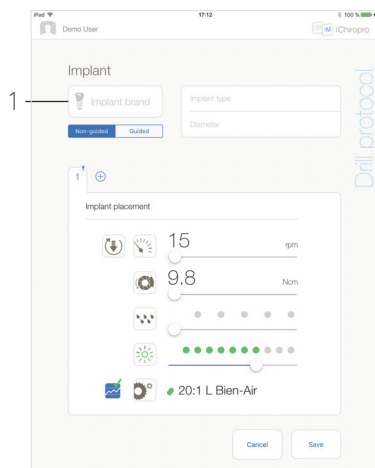 iPad 17:12 100 %
Demo User iChiropro
Implant
1 Implant brand Implant type
Diameter
Non-guided Guided
Drill protocol
1
Implant placement
15 rpm
9.8 Ncm
20:1 L Bien-Air
Cancel Save